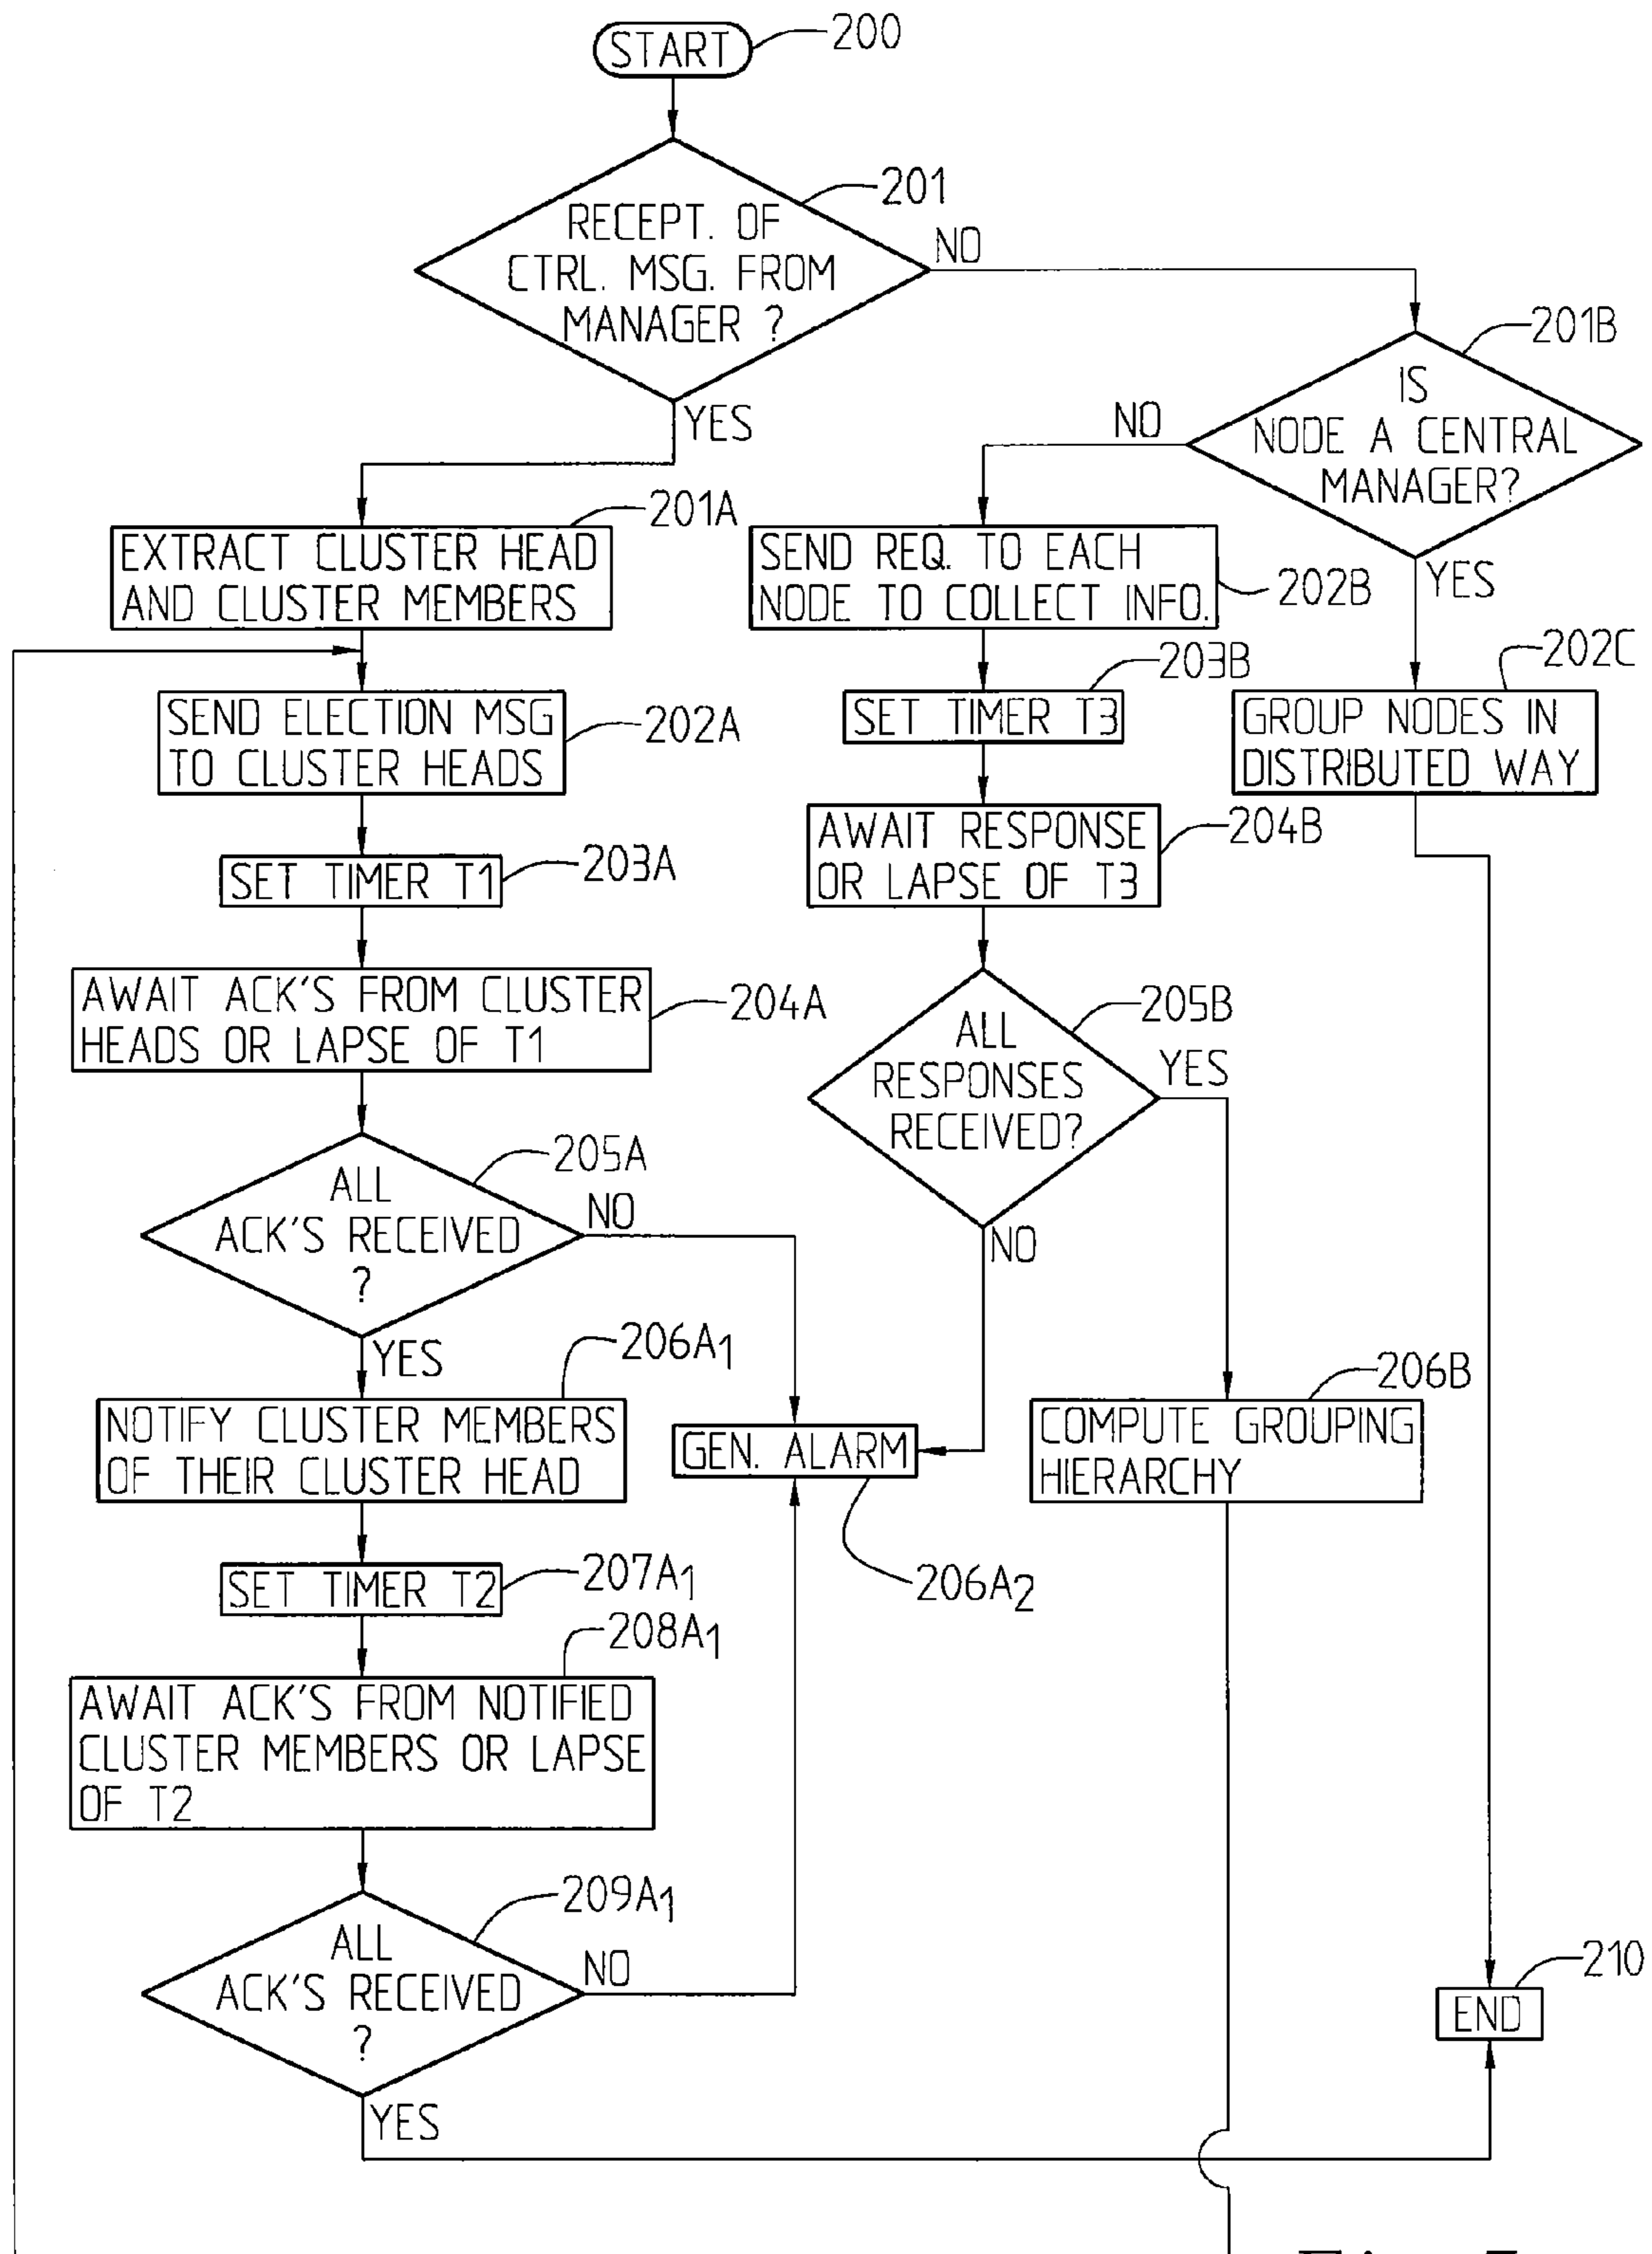 START
200
RECEPT. OF
CTRL. MSG. FROM
MANAGER ?
201
NO
YES
IS
NODE A CENTRAL
MANAGER?
201B
NO
YES
EXTRACT CLUSTER HEAD
AND CLUSTER MEMBERS
201A
SEND REQ. TO EACH
NODE TO COLLECT INFO.
202B
SEND ELECTION MSG
TO CLUSTER HEADS
202A
SET TIMER T3
203B
GROUP NODES IN
DISTRIBUTED WAY
202C
SET TIMER T1
203A
AWAIT RESPONSE
OR LAPSE OF T3
204B
AWAIT ACK'S FROM CLUSTER
HEADS OR LAPSE OF T1
204A
ALL
RESPONSES
RECEIVED?
205B
YES
NO
ALL
ACK'S RECEIVED
?
205A
NO
YES
NOTIFY CLUSTER MEMBERS
OF THEIR CLUSTER HEAD
206A1
GEN. ALARM
206A2
COMPUTE GROUPING
HIERARCHY
206B
SET TIMER T2
207A1
AWAIT ACK'S FROM NOTIFIED
CLUSTER MEMBERS OR LAPSE
OF T2
208A1
ALL
ACK'S RECEIVED
?
209A1
NO
YES
END
210